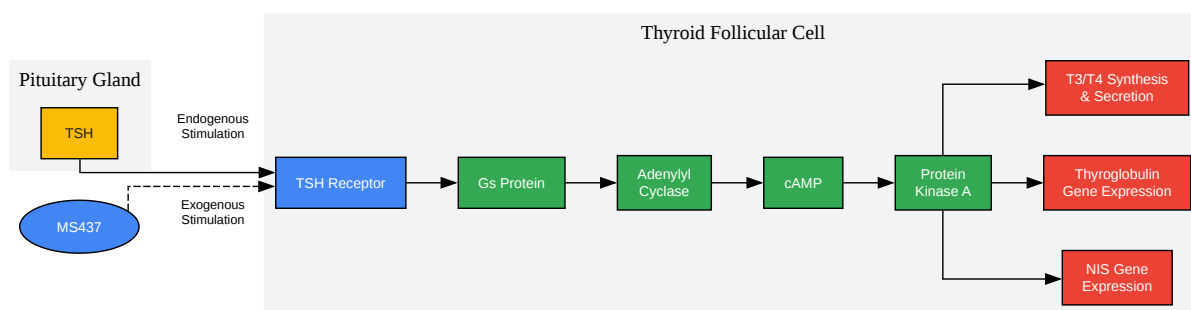 Thyroid Follicular Cell
Pituitary Gland
TSH
Endogenous
Stimulation
MS437
Exogenous
Stimulation
TSH Receptor
Gs Protein
Adenylyl
Cyclase
cAMP
Protein
Kinase A
T3/T4 Synthesis
& Secretion
Thyroglobulin
Gene Expression
NIS Gene
Expression